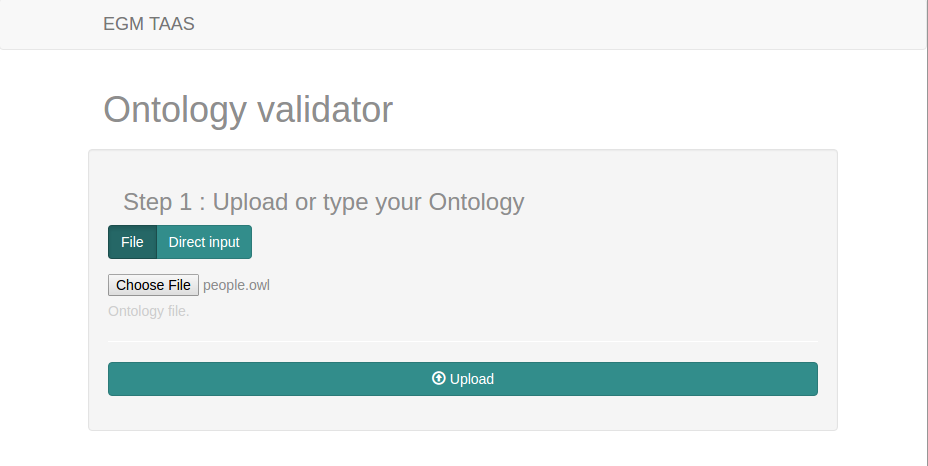 EGM TAAS
Ontology validator
Step 1 : Upload or type your Ontology
File Direct input
Choose File people.owl
Ontology file.
Upload